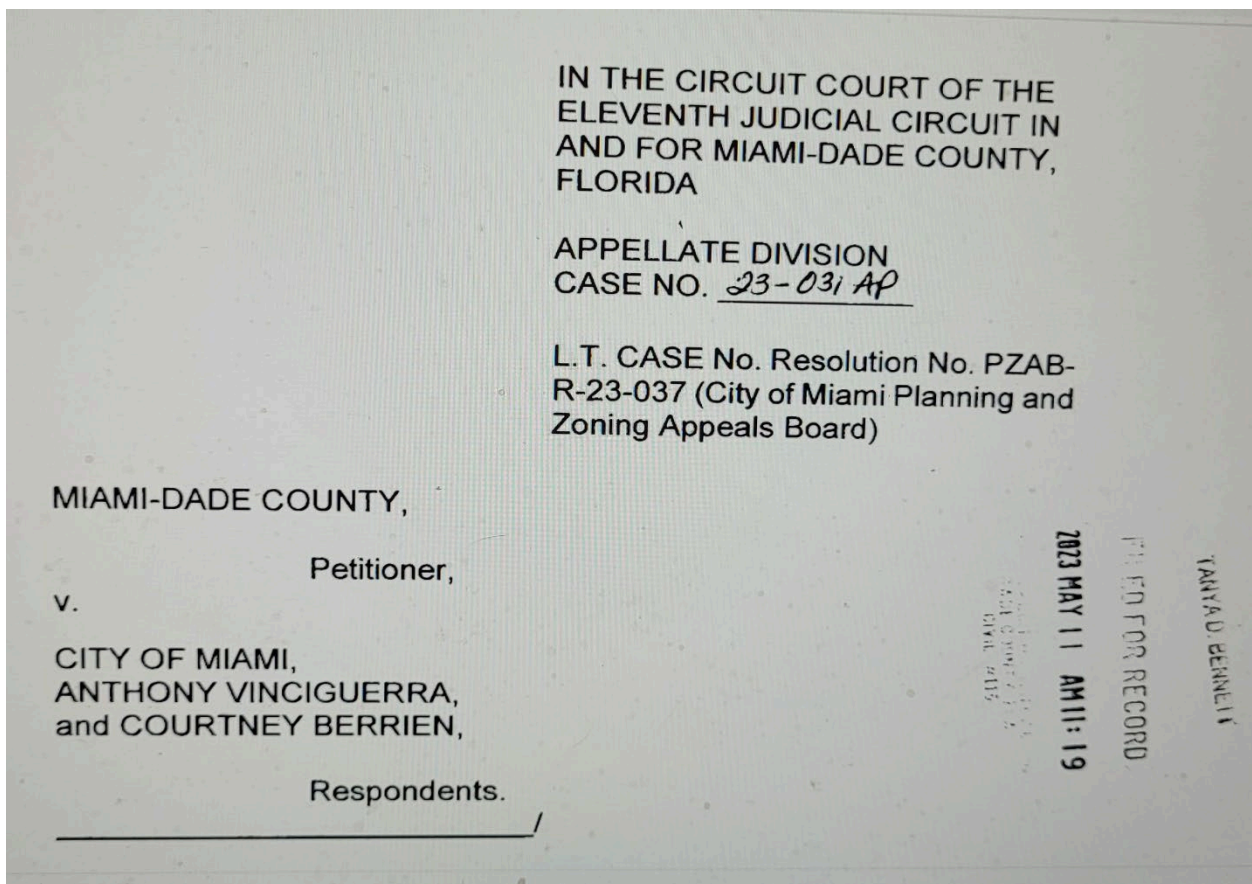 IN THE CIRCUIT COURT OF THE
ELEVENTH JUDICIAL CIRCUIT IN
AND FOR MIAMI-DADE COUNTY,
FLORIDA
APPELLATE DIVISION
CASE NO. 23-031 AP
L.T. CASE No. Resolution No. PZAB-
R-23-037 (City of Miami Planning and
Zoning Appeals Board)
MIAMI-DADE COUNTY,
Petitioner,
v.
CITY OF MIAMI,
ANTHONY VINCIGUERRA,
and COURTNEY BERRIEN,
Respondents.
/
TANYA D. BENNETT
FILED FOR RECORD
2023 MAY 11 AM 11:19
CIVIL #115